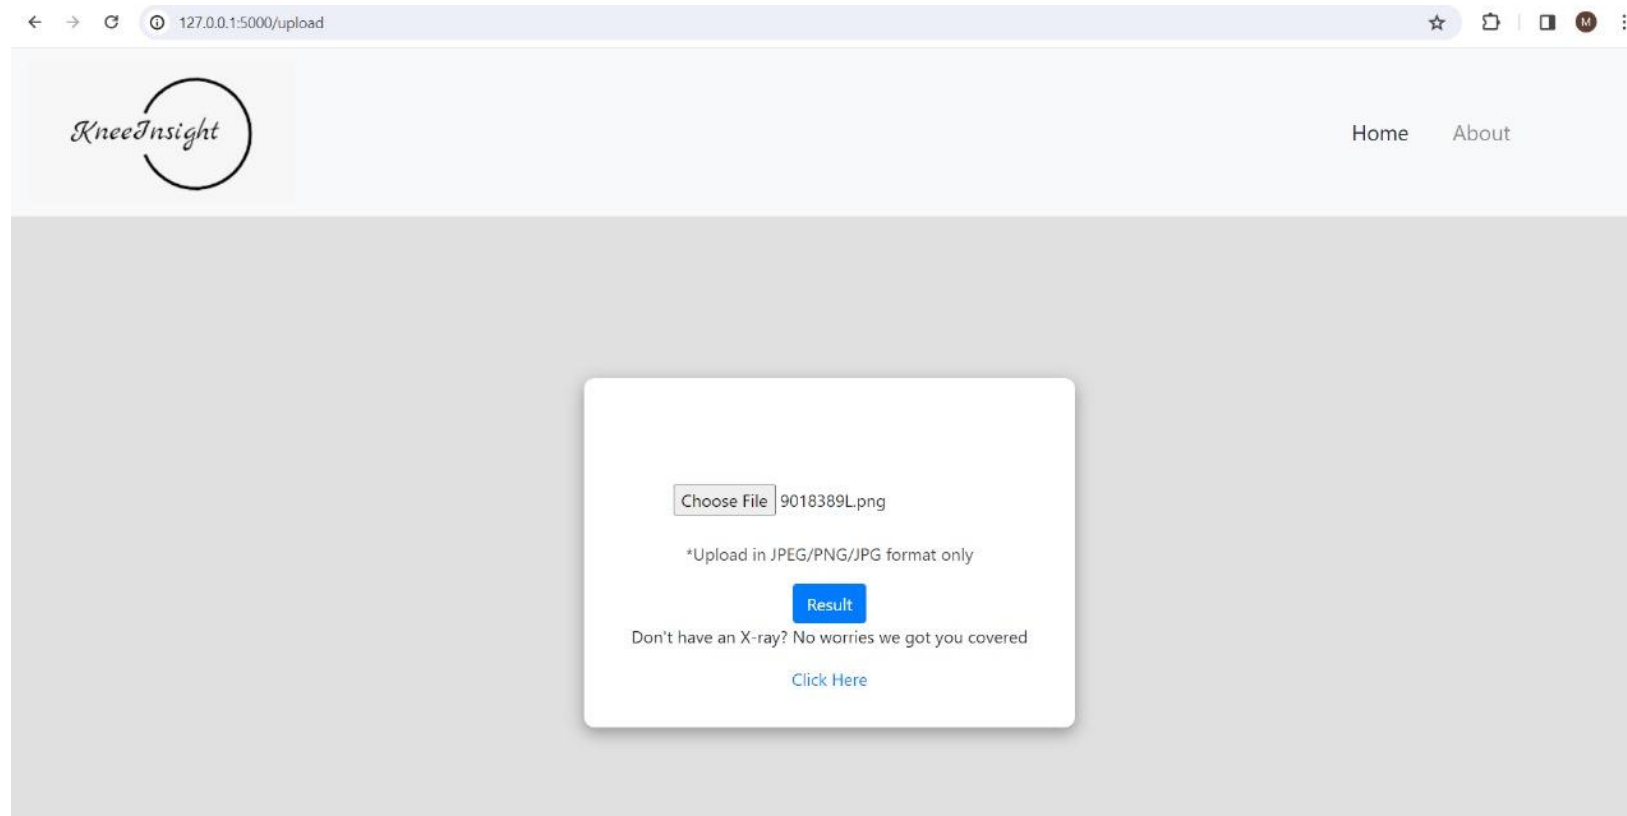 127.0.0.1:5000/upload
M
KneeInsight
Home About
Choose File 9018389L.png
*Upload in JPEG/PNG/JPG format only
Result
Don't have an X-ray? No worries we got you covered
Click Here